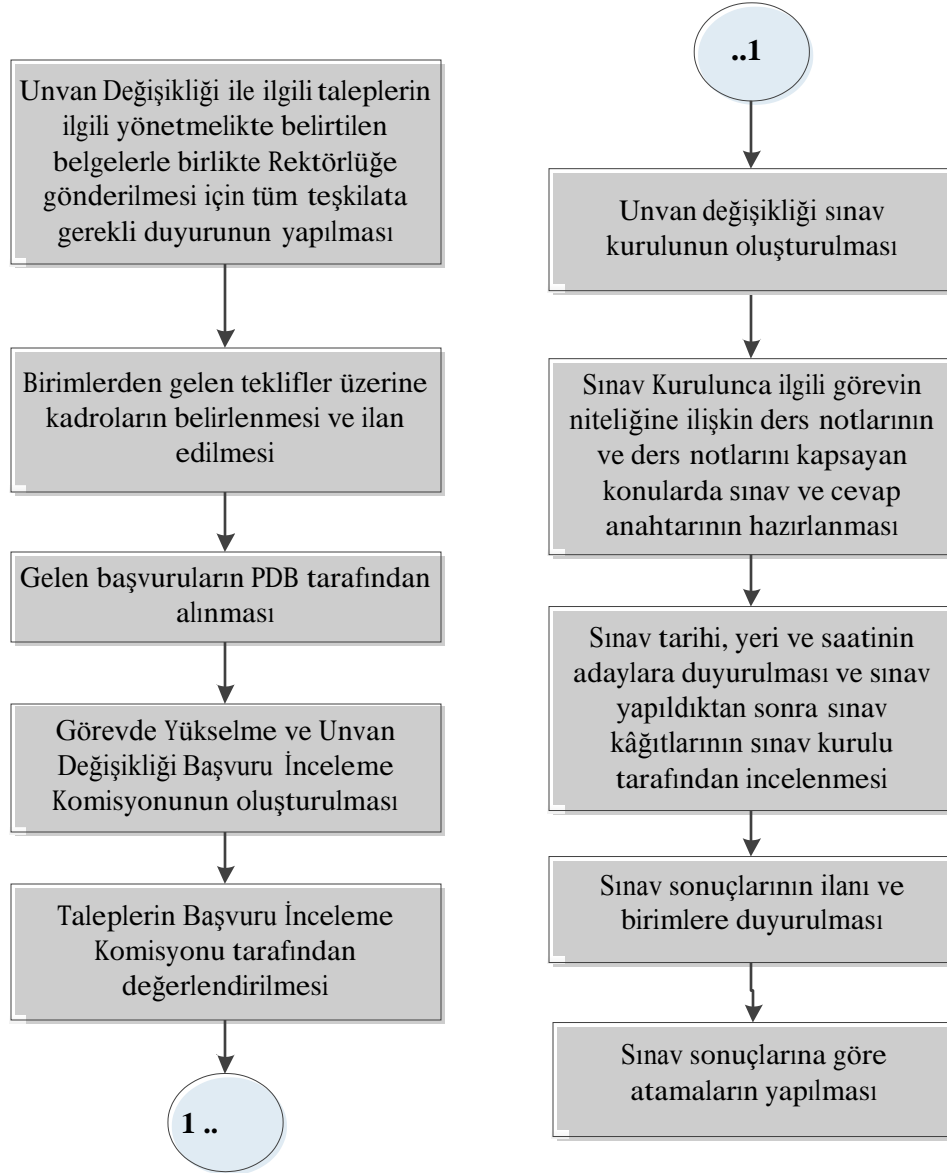 Unvan Değişikliği ile ilgili taleplerin
ilgili yönetmelikte belirtilen
belgelerle birlikte Rektörlüğe
gönderilmesi için tüm teşkilata
gerekli duyurunun yapılması
Birimlerden gelen teklifler üzerine
kadroların belirlenmesi ve ilan
edilmesi
Gelen başvuruların PDB tarafından
alınması
Görevde Yükselme ve Unvan
Değişikliği Başvuru İnceleme
Komisyonunun oluşturulması
Taleplerin Başvuru İnceleme
Komisyonu tarafından
değerlendirilmesi
1 ..
..1
Unvan değişikliği sınav
kurulunun oluşturulması
Sınav Kurulunca ilgili görevin
niteliğine ilişkin ders notlarının
ve ders notlarını kapsayan
konularda sınav ve cevap
anahtarının hazırlanması
Sınav tarihi, yeri ve saatinin
adaylara duyurulması ve sınav
yapıldıktan sonra sınav
kâğıtlarının sınav kurulu
tarafından incelenmesi
Sınav sonuçlarının ilanı ve
birimlere duyurulması
Sınav sonuçlarına göre
atamaların yapılması